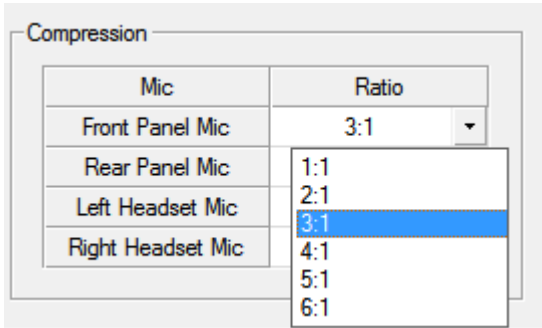 Compression
Mic Ratio
Front Panel Mic 3:1
Rear Panel Mic 1:1
2:1
Left Headset Mic 3:1
Right Headset Mic 4:1
5:1
6:1